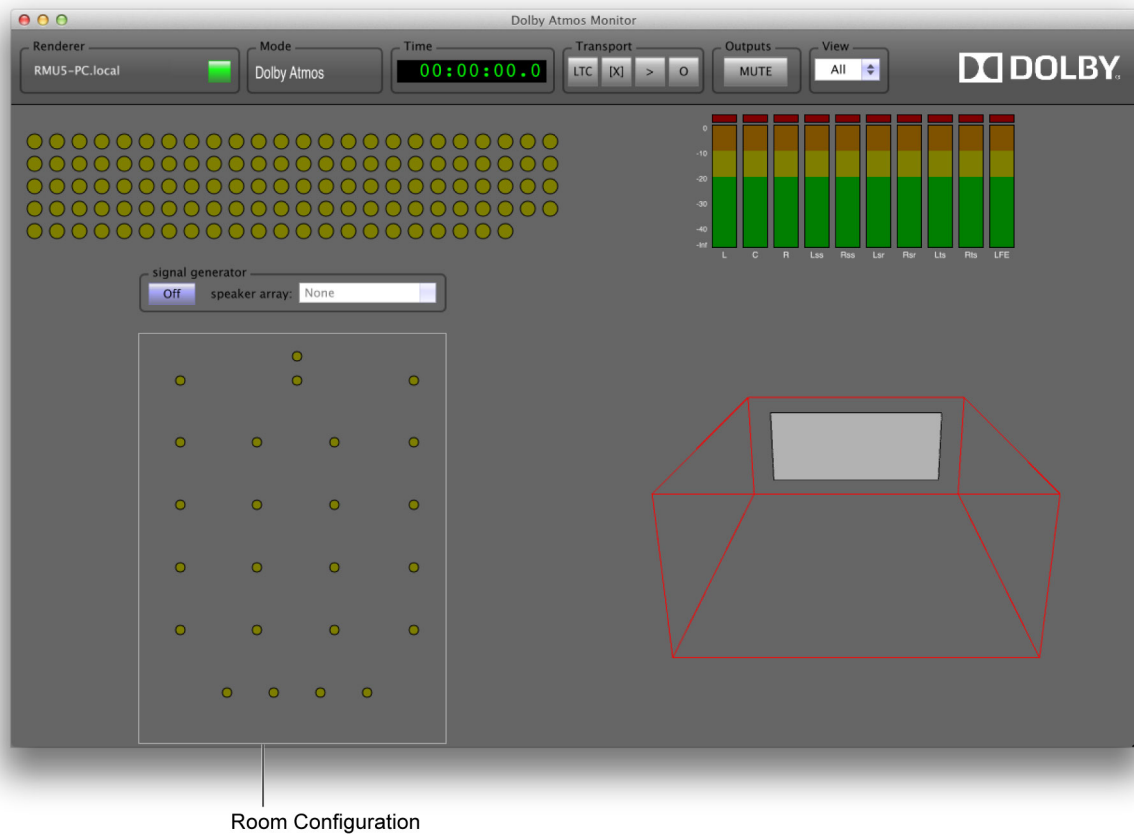 Dolby Atmos Monitor
Renderer
RMU5-PC.local
Mode
Dolby Atmos
Time
00:00:00.0
Transport
LTC [X] > O
Outputs
MUTE
View
All
DOLBY
0
-10
-20
-30
-40
-Inf
L C R Lss Rss Lsr Rsr Lts Rts LFE
signal generator
Off speaker array: None
Room Configuration